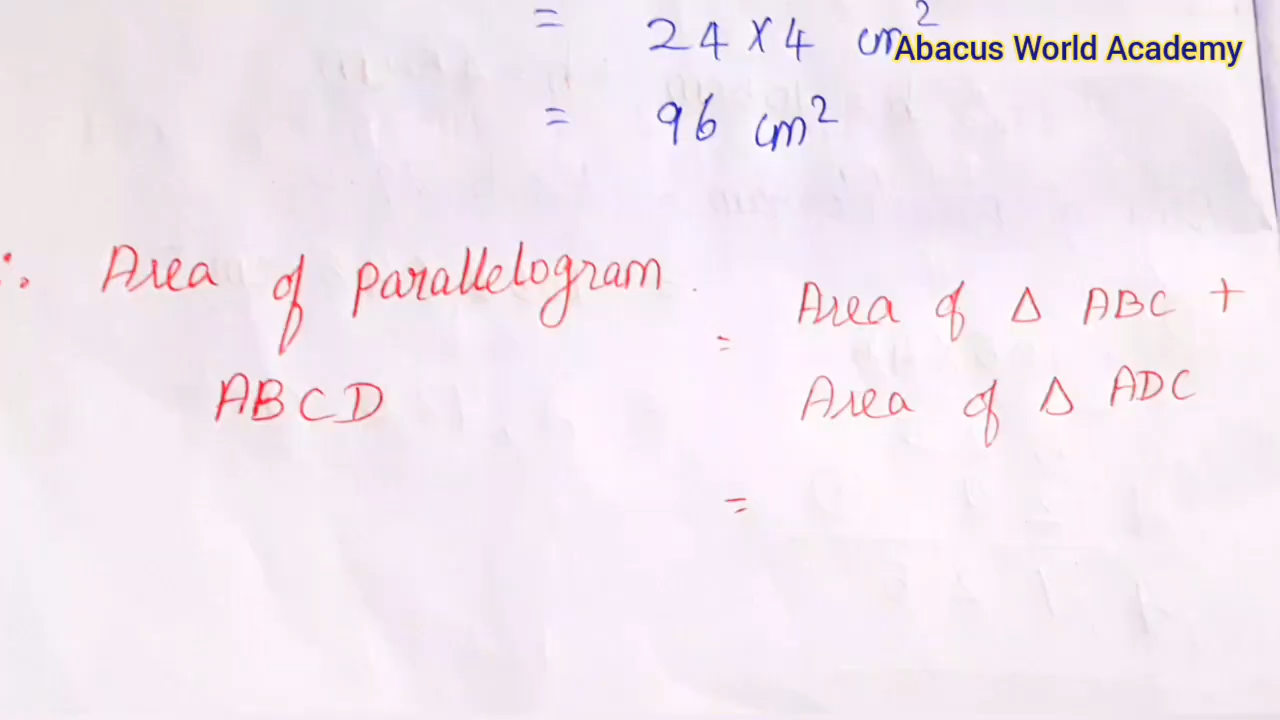 = 24 x 4 cm²
Abacus World Academy
= 96 cm²
∴ Area of parallelogram ABCD = Area of Δ ABC +
Area of Δ ADC
=